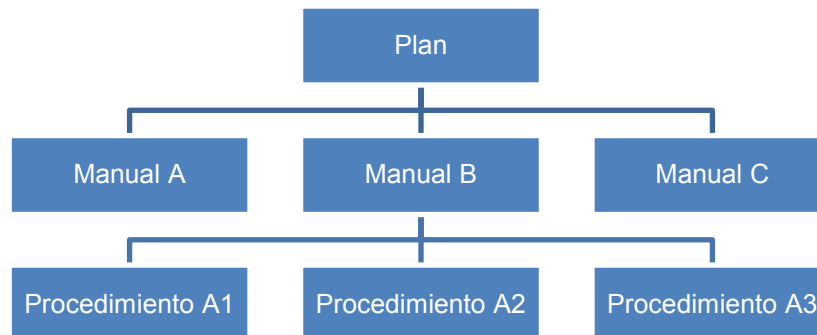 Plan
Manual A
Manual B
Manual C
Procedimiento A1
Procedimiento A2
Procedimiento A3